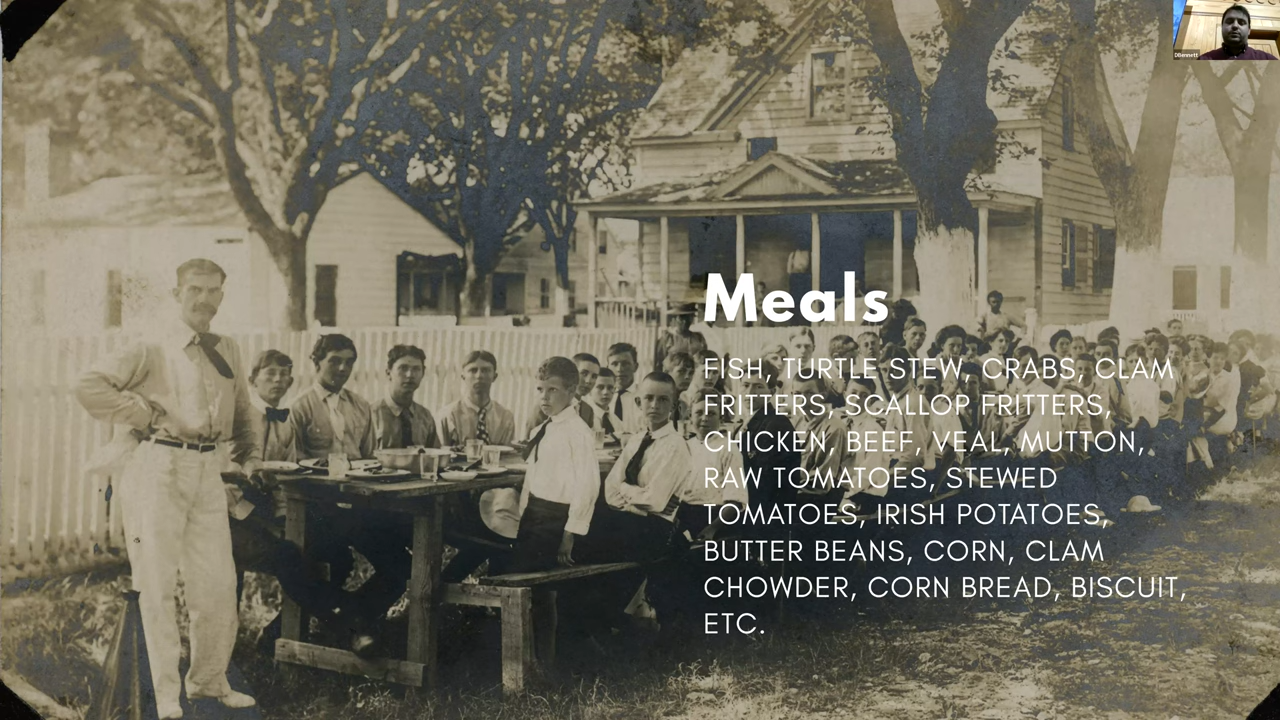 DBennett
Meals
FISH, TURTLE STEW, CRABS, CLAM
FRITTERS, SCALLOP FRITTERS,
CHICKEN, BEEF, VEAL, MUTTON,
RAW TOMATOES, STEWED
TOMATOES, IRISH POTATOES,
BUTTER BEANS, CORN, CLAM
CHOWDER, CORN BREAD, BISCUIT,
ETC.